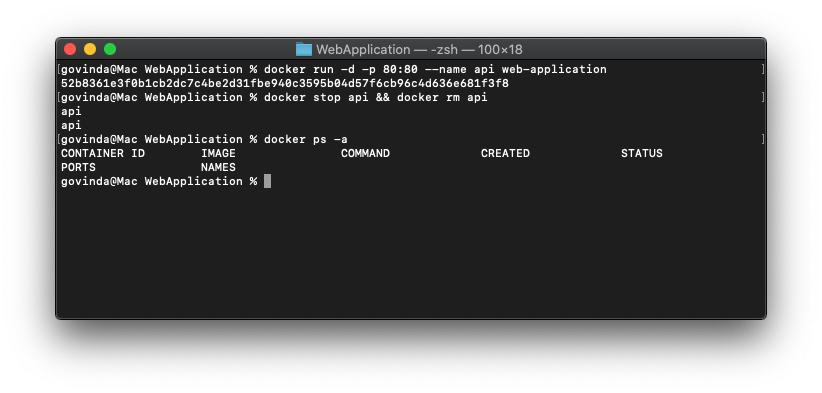 WebApplication — -zsh — 100×18
[govinda@Mac WebApplication % docker run -d -p 80:80 --name api web-application ]
52b8361e3f0b1cb2dc7c4be2d31fbe940c3595b04d57f6cb96c4d636e681f3f8
[govinda@Mac WebApplication % docker stop api && docker rm api ]
api
api
[govinda@Mac WebApplication % docker ps -a ]
CONTAINER ID IMAGE COMMAND CREATED STATUS
PORTS NAMES
govinda@Mac WebApplication %